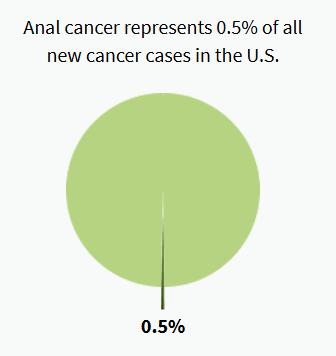 Anal cancer represents 0.5% of all
new cancer cases in the U.S.
0.5%